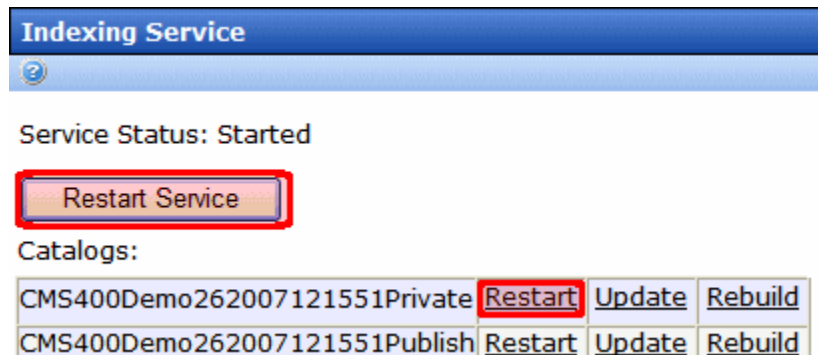 Indexing Service
?
Service Status: Started
Restart Service
Catalogs:
CMS400Demo262007121551Private Restart Update Rebuild
CMS400Demo262007121551Publish Restart Update Rebuild